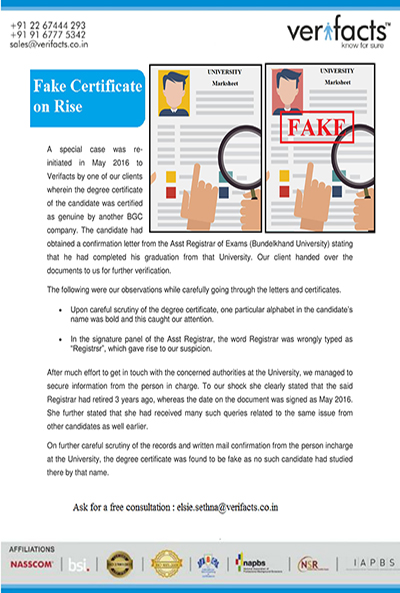 +91 22 67444 293
+91 91 6777 5342
sales@verifacts.co.in
verifacts™
know for sure
Fake Certificate
on Rise
UNIVERSITY
Marksheet
UNIVERSITY
Marksheet
FAKE
A special case was re-
initiated in May 2016 to
Verifacts by one of our clients
wherein the degree certificate
of the candidate was certified
as genuine by another BGC
company. The candidate had
obtained a confirmation letter from the Asst Registrar of Exams (Bundelkhand University) stating
that he had completed his graduation from that University. Our client handed over the
documents to us for further verification.
The following were our observations while carefully going through the letters and certificates.
• Upon careful scrutiny of the degree certificate, one particular alphabet in the candidate's
name was bold and this caught our attention.
• In the signature panel of the Asst Registrar, the word Registrar was wrongly typed as
"Registrsr", which gave rise to our suspicion.
After much effort to get in touch with the concerned authorities at the University, we managed to
secure information from the person in charge. To our shock she clearly stated that the said
Registrar had retired 3 years ago, whereas the date on the document was signed as May 2016.
She further stated that she had received many such queries related to the same issue from
other candidates as well earlier.
On further careful scrutiny of the records and written mail confirmation from the person incharge
at the University, the degree certificate was found to be fake as no such candidate had studied
there by that name.
Ask for a free consultation : elsie.sethna@verifacts.co.in
AFFILIATIONS
NASSCOM
bsi.
napbs
NSR
IAPBS